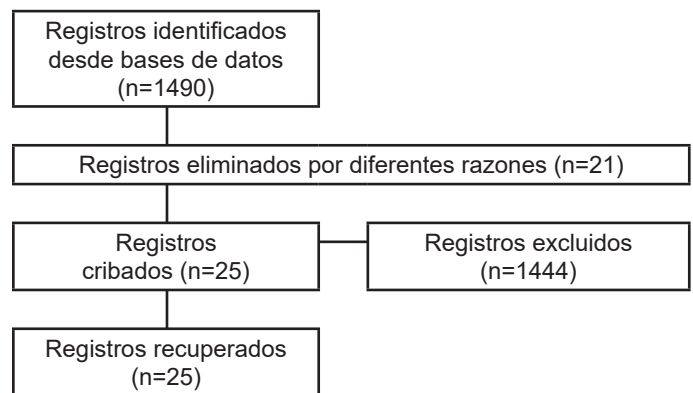 Registros identificados
desde bases de datos
(n=1490)
Registros eliminados por diferentes razones (n=21)
Registros
cribados (n=25)
Registros excluidos
(n=1444)
Registros recuperados
(n=25)